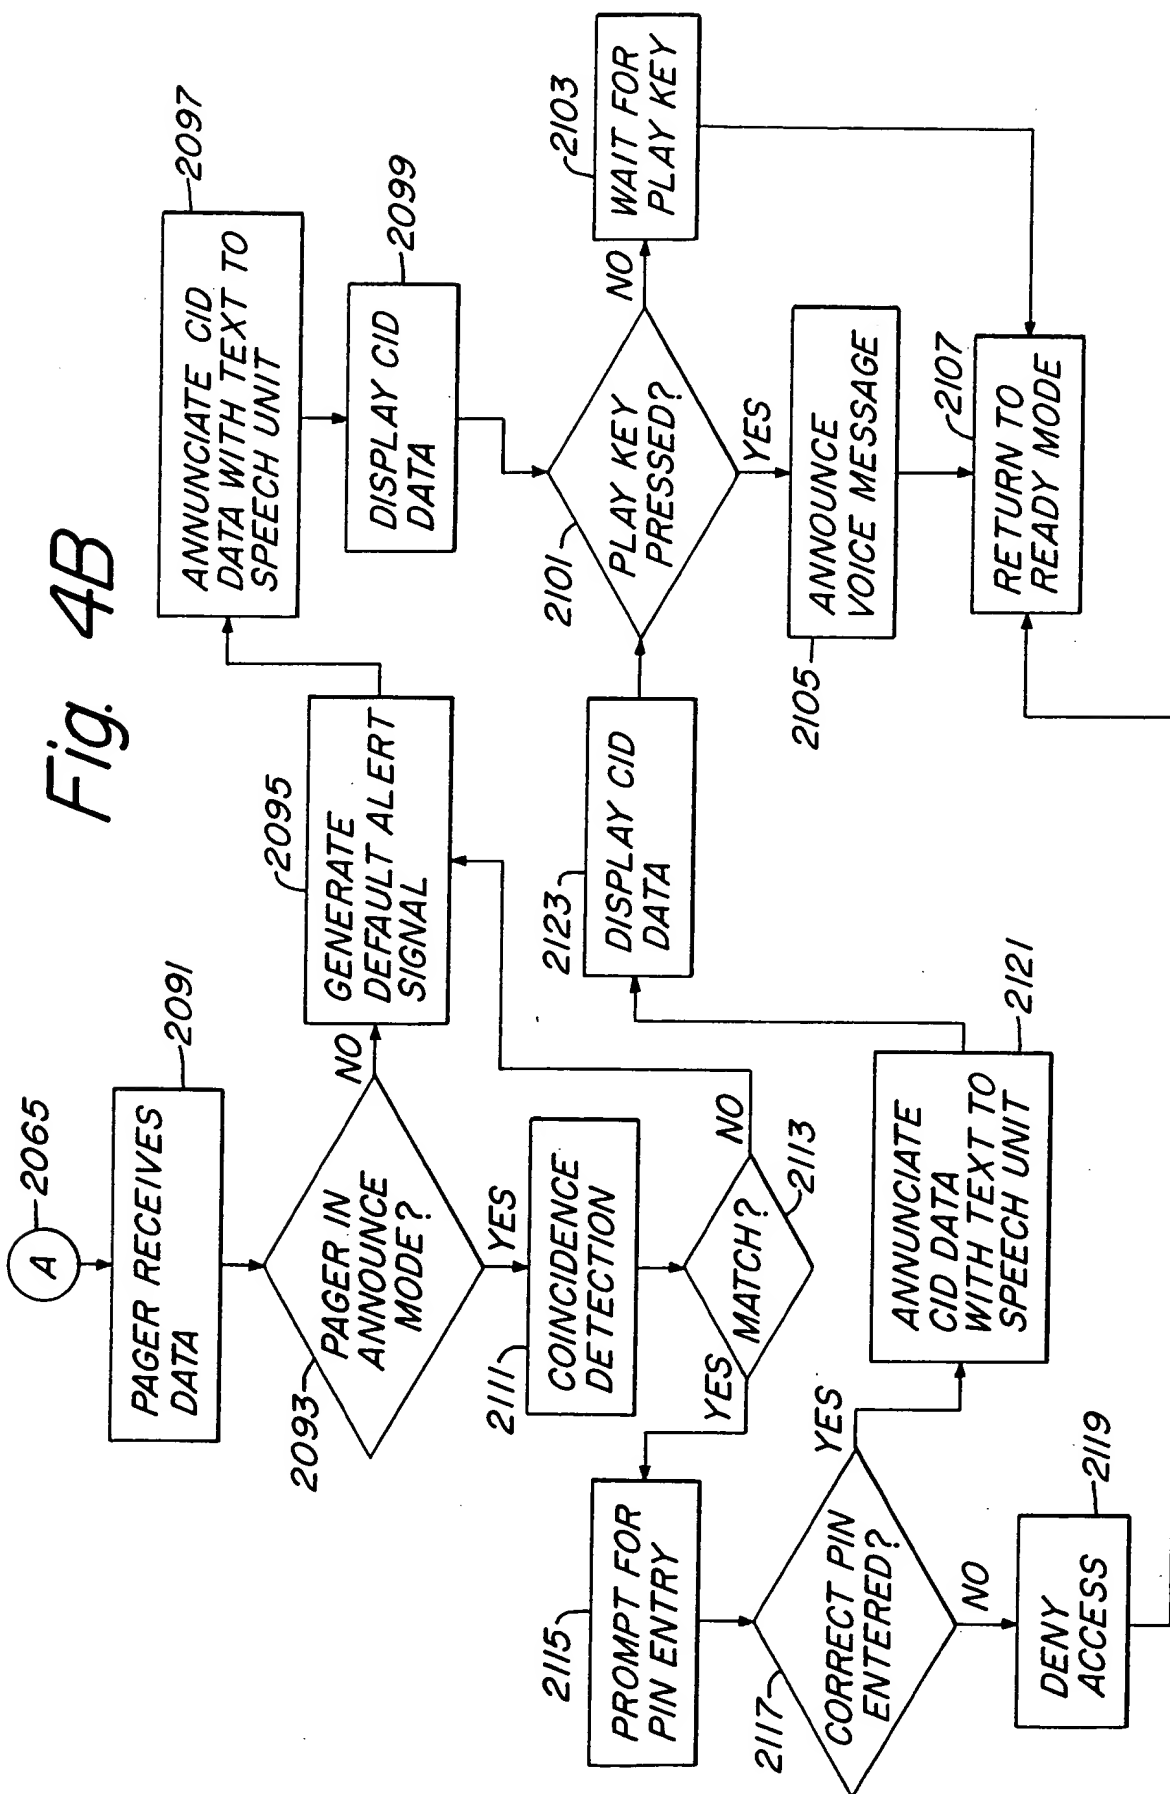 Fig. 4B
A
2065
PAGER RECEIVES
DATA
2091
PAGER IN
ANNOUNCE
MODE?
2093
NO
YES
GENERATE
DEFAULT ALERT
SIGNAL
2095
ANNUNCIATE CID
DATA WITH TEXT TO
SPEECH UNIT
2097
DISPLAY CID
DATA
2099
COINCIDENCE
DETECTION
2111
MATCH?
2113
NO
YES
PROMPT FOR
PIN ENTRY
2115
CORRECT PIN
ENTERED?
2117
YES
NO
DENY
ACCESS
2119
ANNUNCIATE
CID DATA
WITH TEXT TO
SPEECH UNIT
2121
DISPLAY CID
DATA
2123
PLAY KEY
PRESSED?
2101
NO
YES
WAIT FOR
PLAY KEY
2103
ANNOUNCE
VOICE MESSAGE
2105
RETURN TO
READY MODE
2107